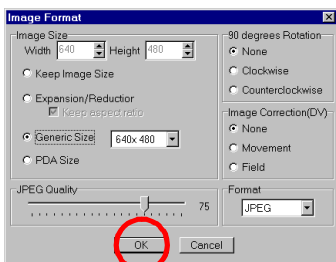 Image Format
Image Size
Width 640 Height 480
Keep Image Size
Expansion/Reduction
Keep aspect ratio
Generic Size 640x 480
PDA Size
90 degrees Rotation
None
Clockwise
Counterclockwise
Image Correction(DV)
None
Movement
Field
JPEG Quality
75
Format
JPEG
OK Cancel